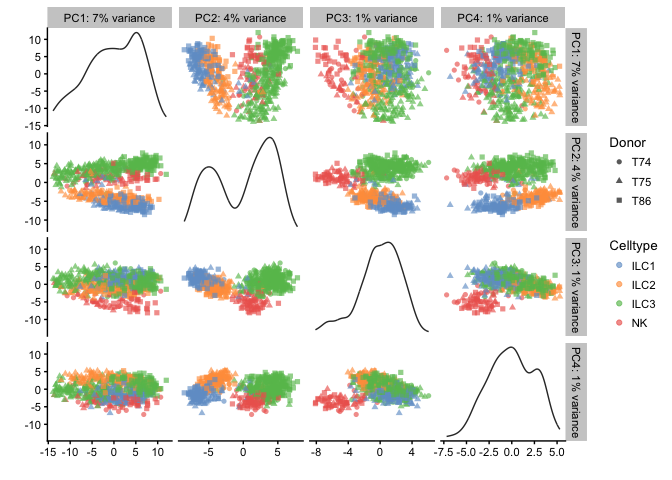 PC1: 7% variance PC2: 4% variance PC3: 1% variance PC4: 1% variance
10
5
0
-5
-10
-15
PC1: 7% variance
10
5
0
-5
-10
PC2: 4% variance
10
5
0
-5
-10
PC3: 1% variance
10
5
0
-5
-10
PC4: 1% variance
-15 -10 -5 0 5 10 -5 0 5 -8 -4 0 4 -7.5 -5.0 -2.5 0.0 2.5 5.0
Donor
T74
T75
T86
Celltype
ILC1
ILC2
ILC3
NK